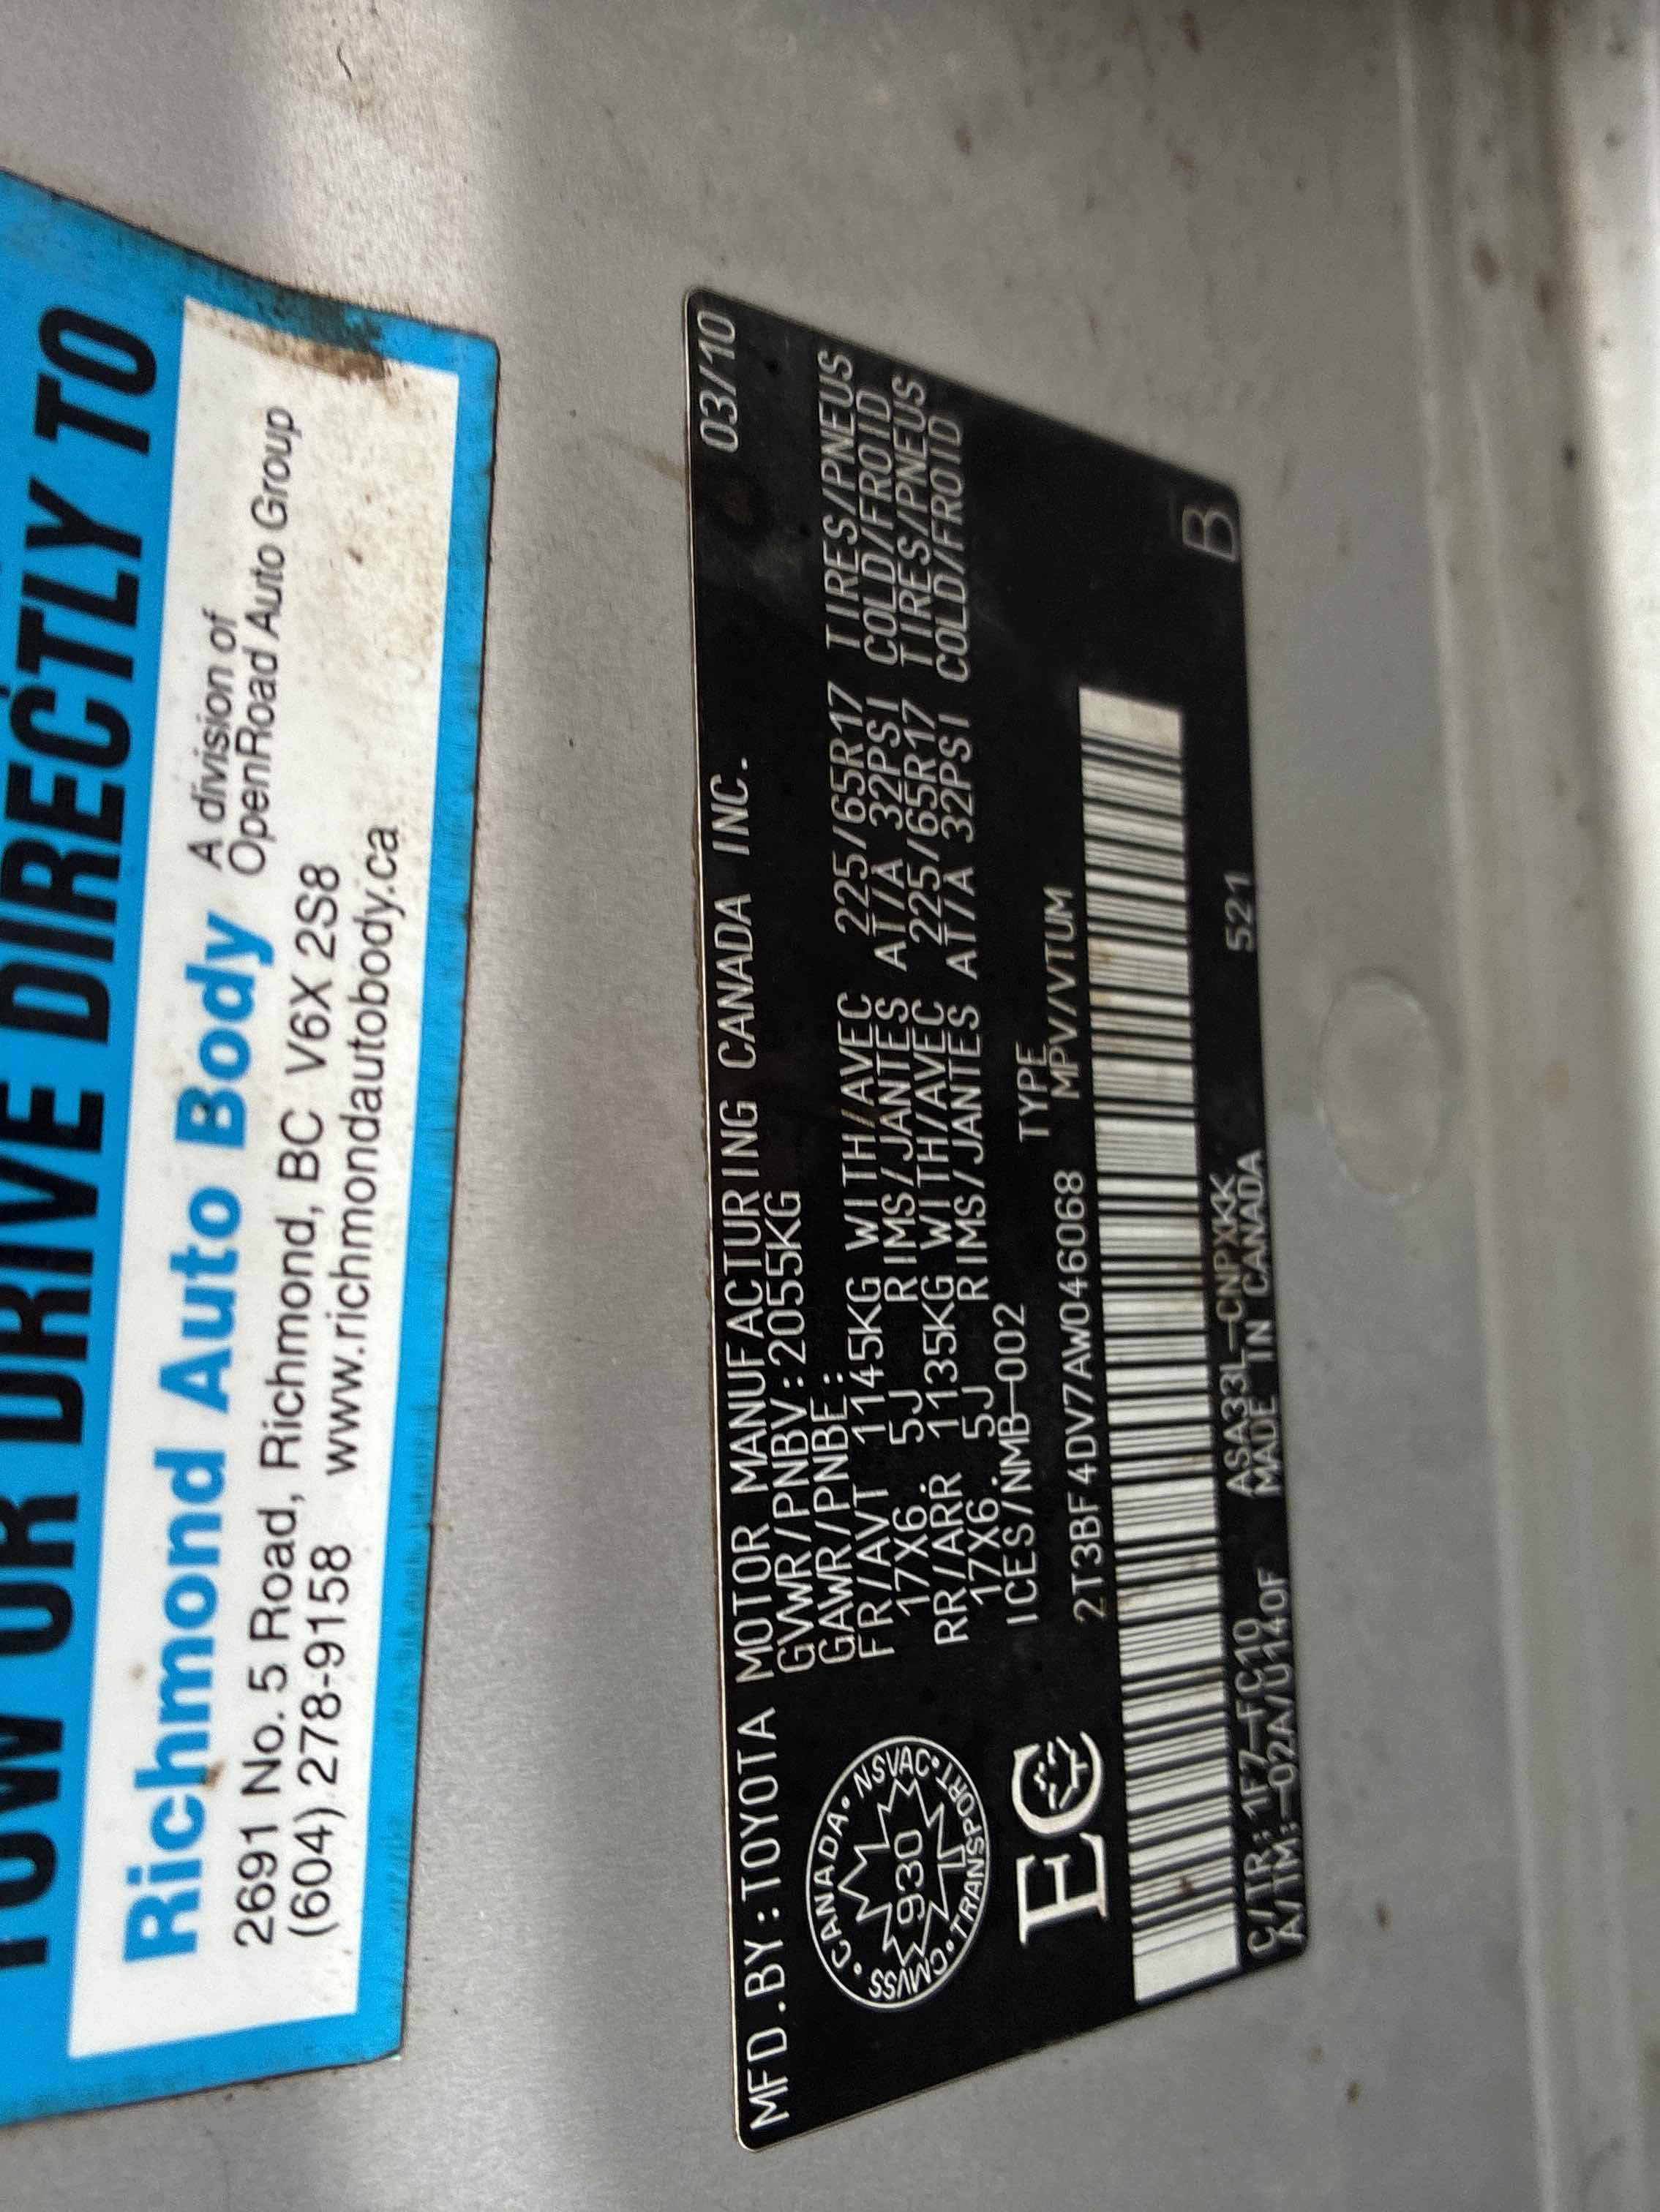 TOW OR DRIVE DIRECTLY TO
Richmond Auto Body
A division of
OpenRoad Auto Group
2691 No. 5 Road, Richmond, BC V6X 2S8
(604) 278-9158 www.richmondautobody.ca
MFD.BY:TOYOTA MOTOR MANUFACTURING CANADA INC. 03/10
GVWR/PNBV:2055KG
GAWR/PNBE:
FR/AVT 1145KG WITH/AVEC 225/65R17 TIRES/PNEUS
17X6.5J RIMS/JANTES AT/A 32PSI COLD/FROID
RR/ARR 1135KG WITH/AVEC 225/65R17 TIRES/PNEUS
17X6.5J RIMS/JANTES AT/A 32PSI COLD/FROID
ICES/NMB-002 TYPE
2T3BF4DV7AW046068 MPV/VTUM
CANADA • NSVAC • TRANSPORT • CMVSS •
930
T
EC
C/TR:1F7-FC10 ASA33L-CNPXKK 521 B
A/TM:-02A/U140F MADE IN CANADA